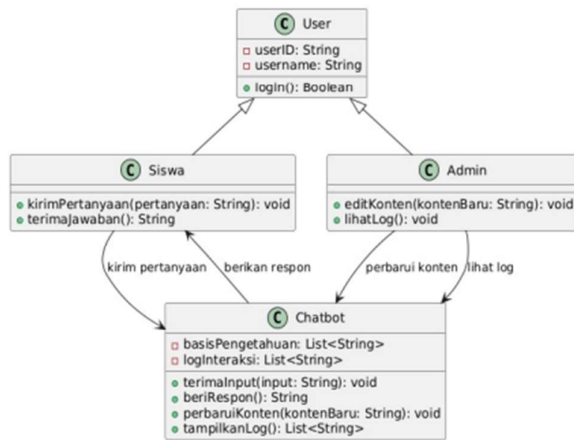 C User
userID: String
username: String
login(): Boolean
C Siswa
kirimPertanyaan(pertanyaan: String): void
terimaJawaban(): String
C Admin
editKonten(kontenBaru: String): void
lihatLog(): void
kirim pertanyaan
berikan respon
perbarui konten
lihat log
C Chatbot
basisPengetahuan: List<String>
logInteraksi: List<String>
terimaInput(input: String): void
beriRespon(): String
perbaruiKonten(kontenBaru: String): void
tampilkanLog(): List<String>